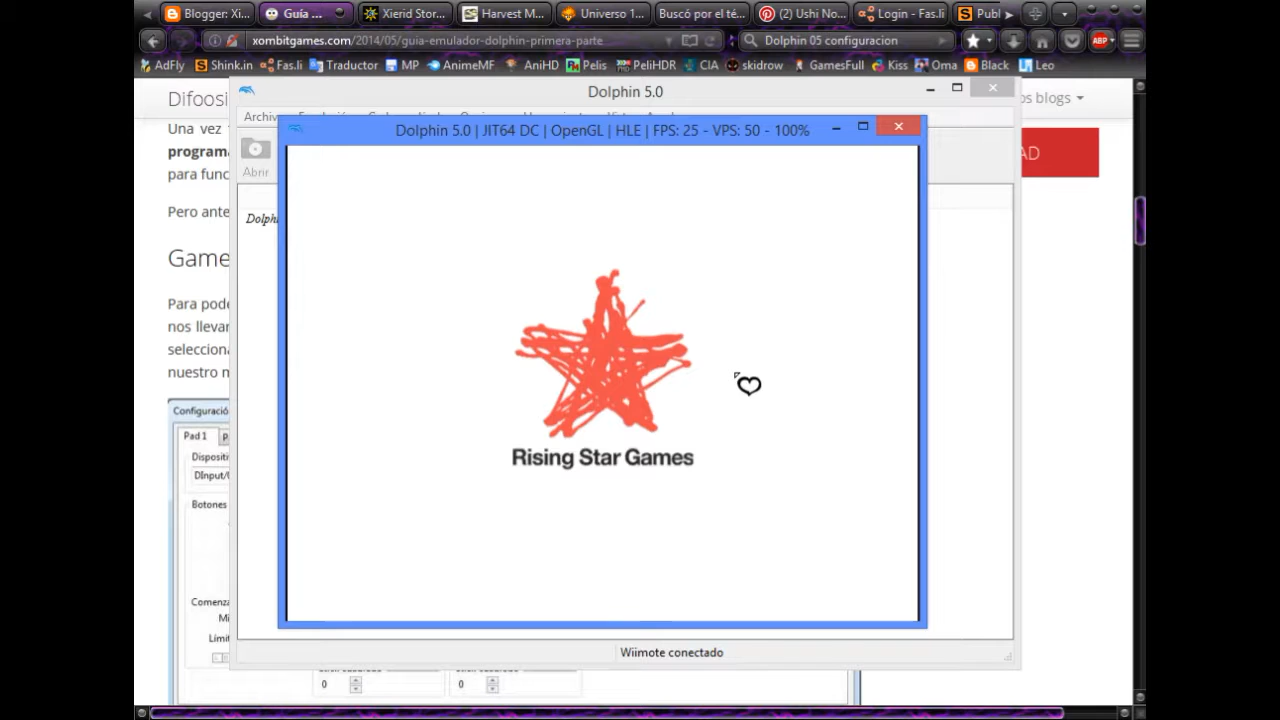 Blogger: Xi...
Guía ...
Xierid Stor...
Harvest M...
Universo 1...
Buscó por el té...
(2) Ushi No...
Login - Fas.li
Publ
xombitgames.com/2014/05/guia-emulador-dolphin-primera-parte
Dolphin 05 configuracion
ABP
AdFly
Shink.in
Fas.li
Traductor
MP
AnimeMF
AniHD
Pelis
PeliHDR
CIA
skidrow
GamesFull
Kiss
Oma
Black
Leo
Difoosi
Dolphin 5.0
os blogs
Una vez
Archiv
Dolphin 5.0 | JIT64 DC | OpenGL | HLE | FPS: 25 - VPS: 50 - 100%
programa
AD
para func
Abrir
Pero ante
Dolphi
Game
Para pode
nos llevar
selecciona
nuestro m
Configuració
Pad 1
P
Dispositi
DInput/
Botones
Rising Star Games
Comenza
Mi
Límit
Wiimote conectado
0
0